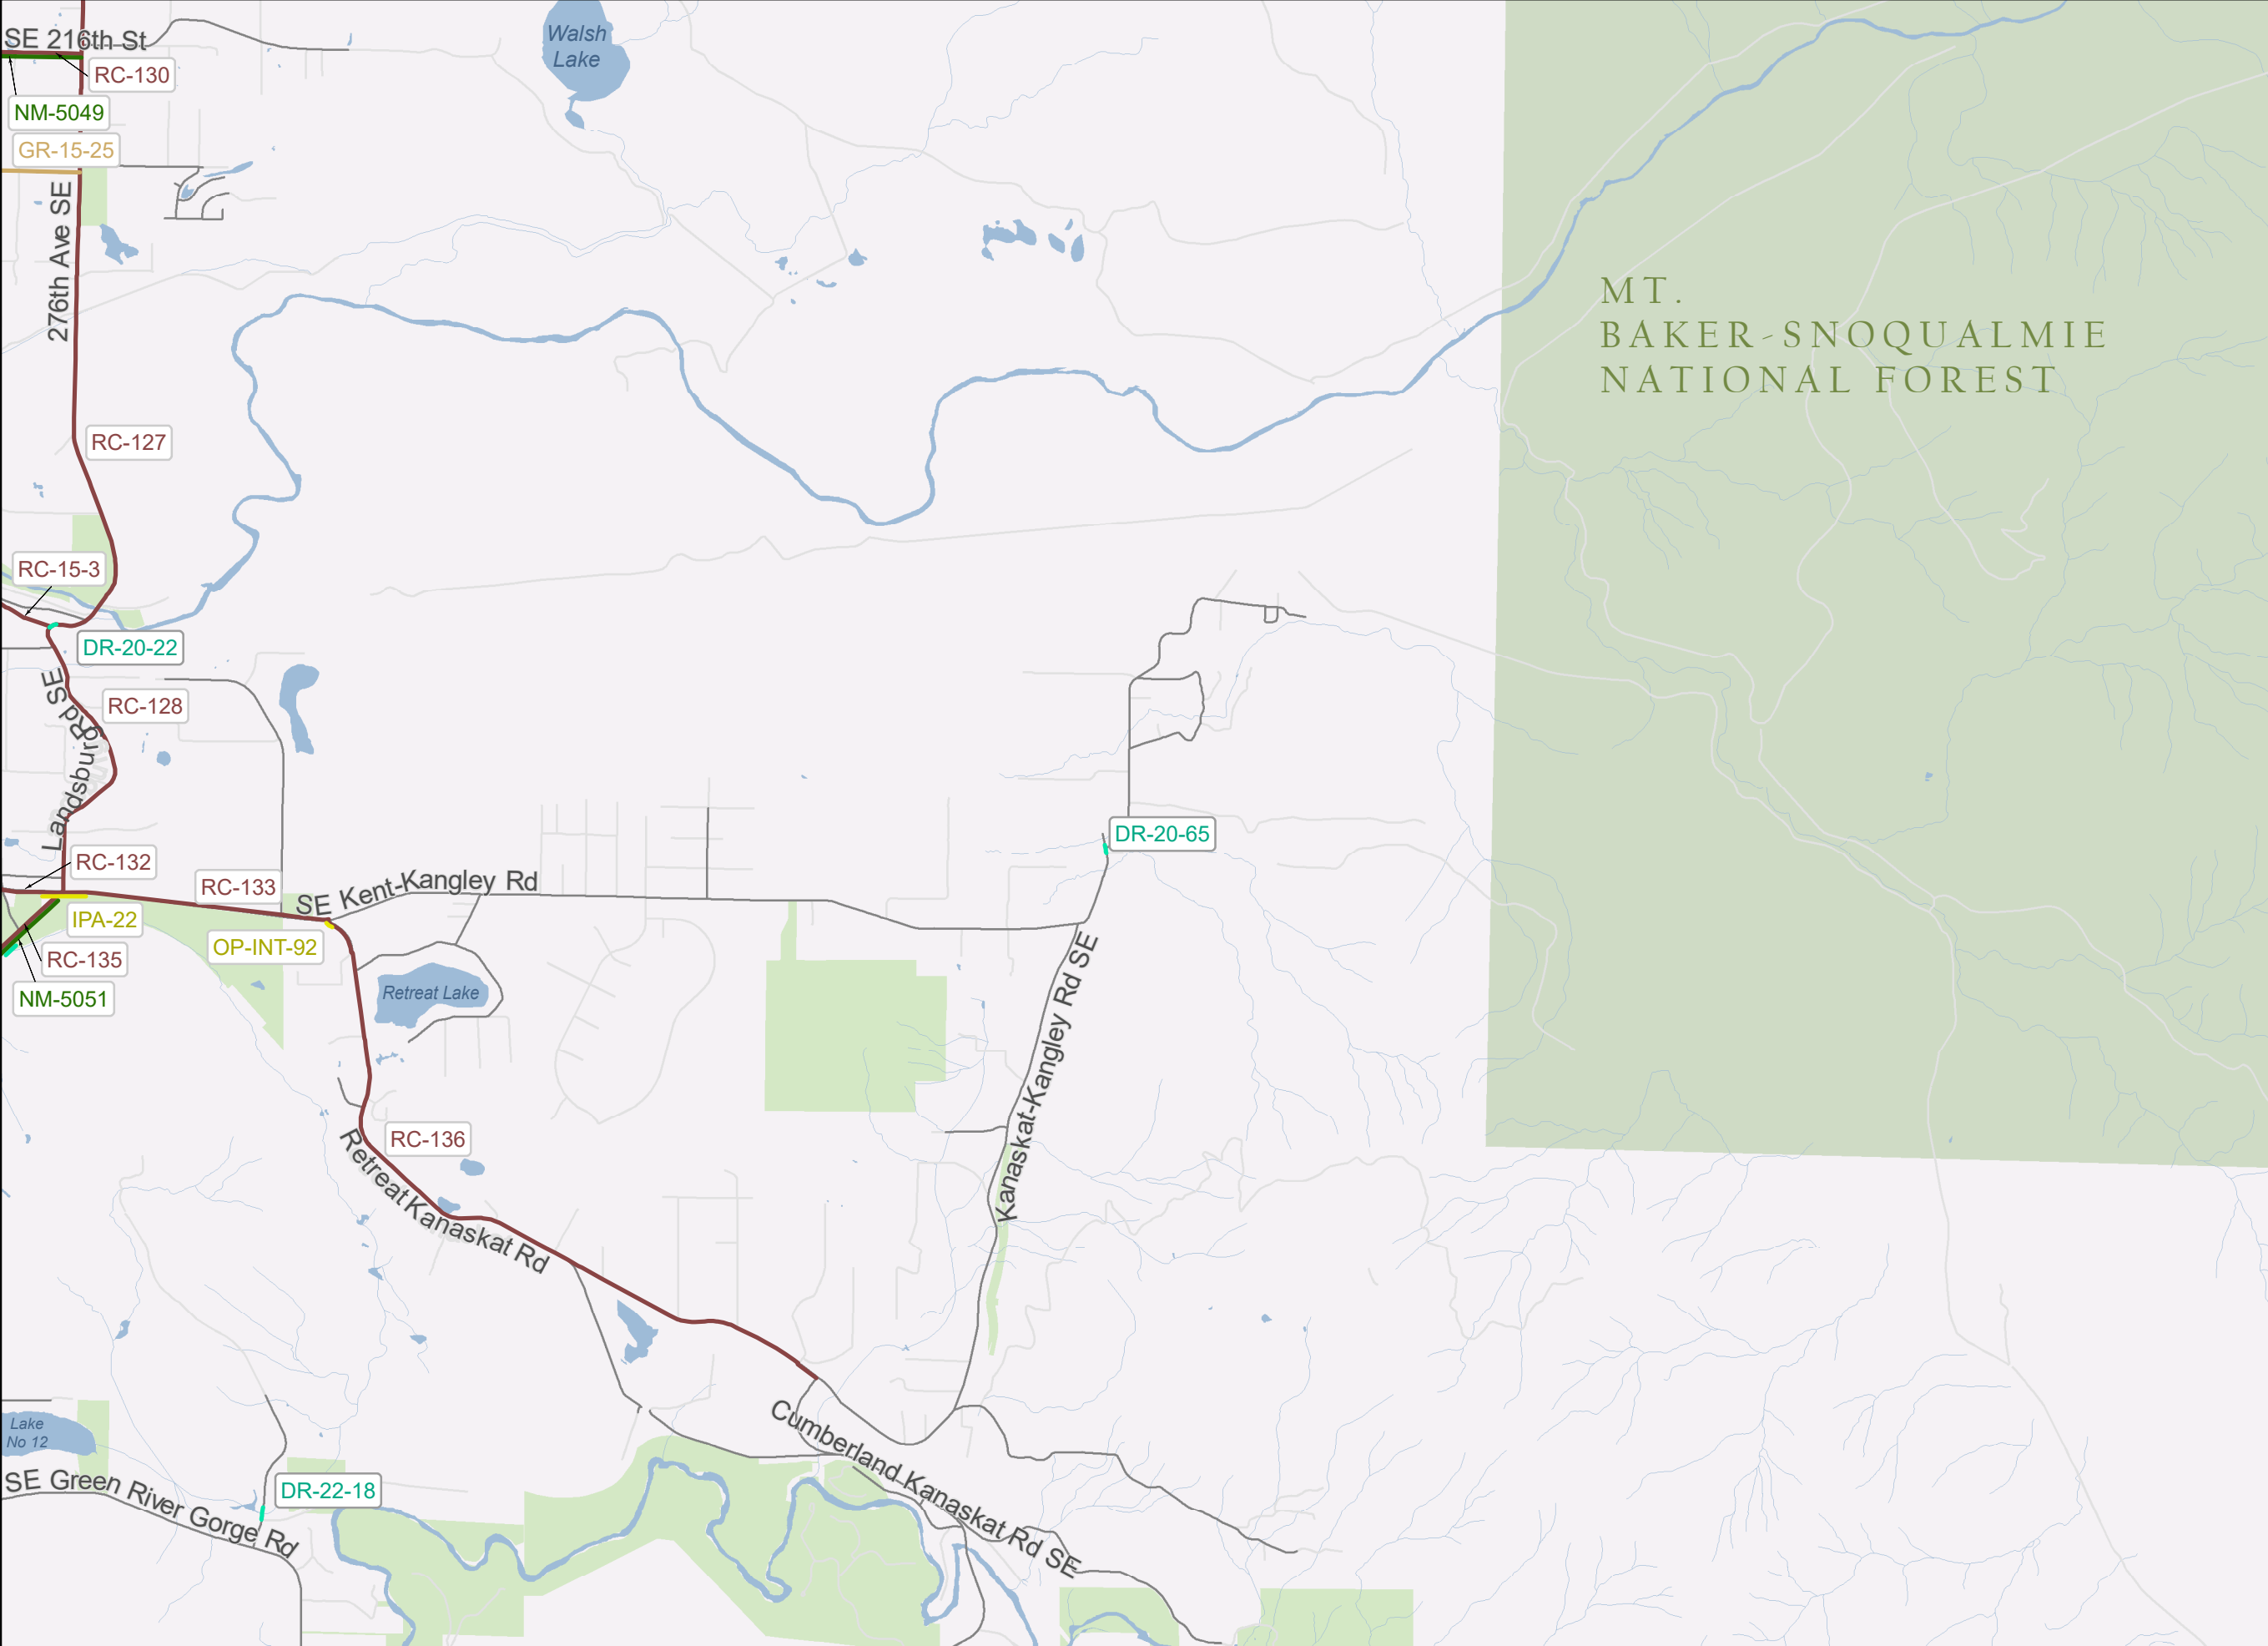 SE 216th St
Walsh
Lake
RC-130
NM-5049
GR-15-25
276th Ave SE
MT.
BAKER-SNOQUALMIE
NATIONAL FOREST
RC-127
RC-15-3
DR-20-22
Landsburg Rd SE
RC-128
DR-20-65
RC-132
RC-133
SE Kent-Kangley Rd
IPA-22
OP-INT-92
RC-135
NM-5051
Retreat Lake
Kanaskat-Kangley Rd SE
RC-136
Retreat Kanaskat Rd
Cumberland Kanaskat Rd SE
Lake
No 12
SE Green River Gorge Rd
DR-22-18